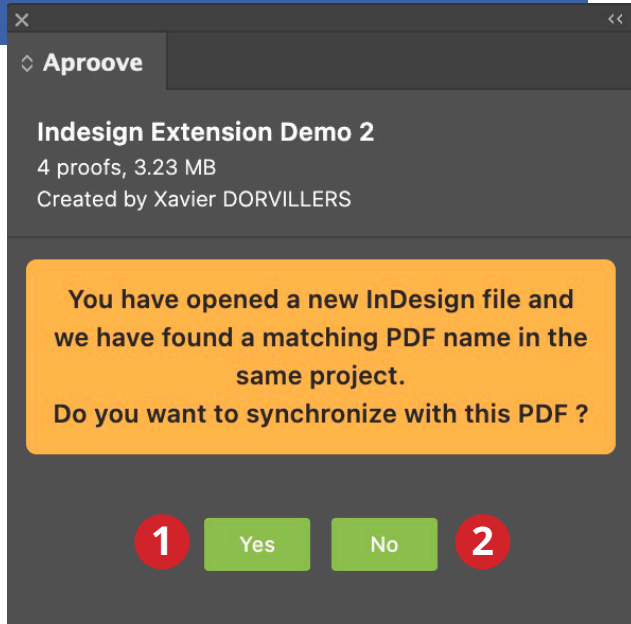 Aproove
Indesign Extension Demo 2
4 proofs, 3.23 MB
Created by Xavier DORVILLERS
You have opened a new InDesign file and
we have found a matching PDF name in the
same project.
Do you want to synchronize with this PDF ?
1 Yes No 2